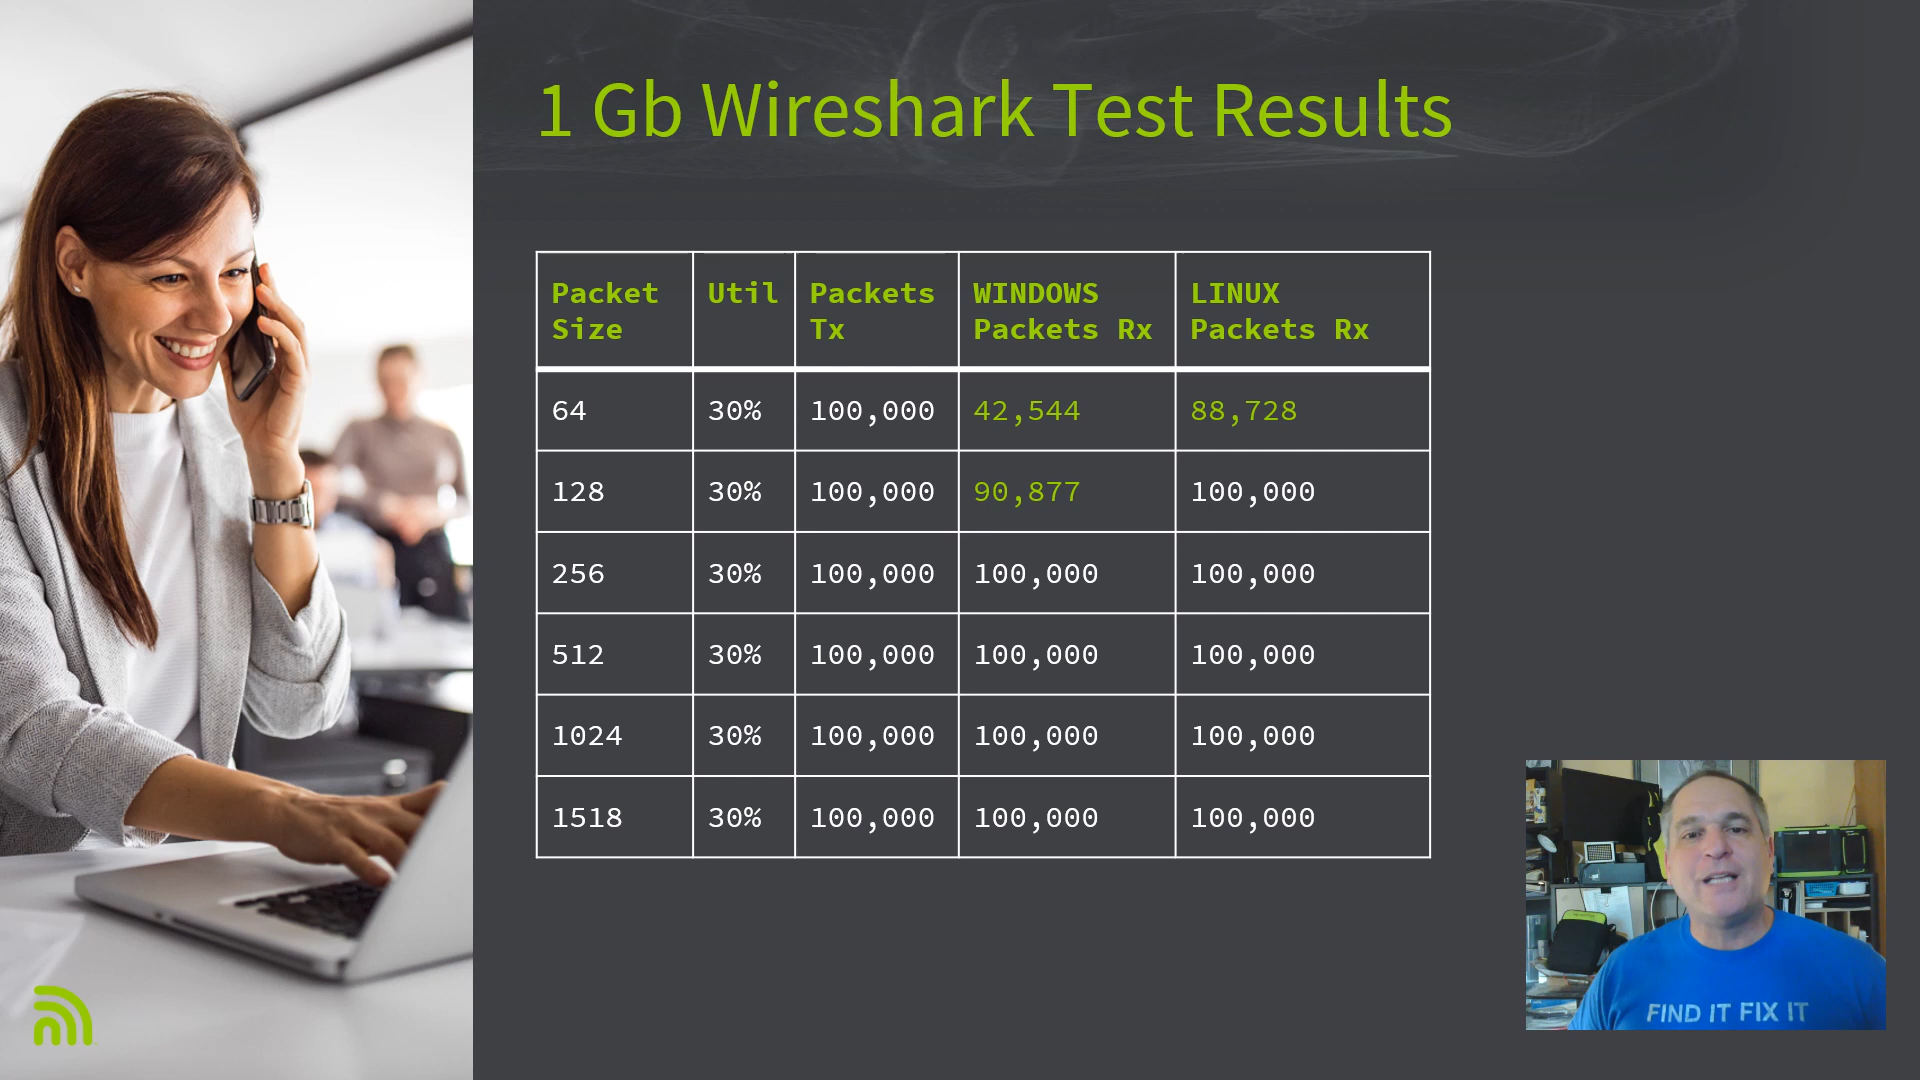 1 Gb Wireshark Test Results
Packet Size Util Packets Tx WINDOWS Packets Rx LINUX Packets Rx
64 30% 100,000 42,544 88,728
128 30% 100,000 90,877 100,000
256 30% 100,000 100,000 100,000
512 30% 100,000 100,000 100,000
1024 30% 100,000 100,000 100,000
1518 30% 100,000 100,000 100,000
FIND IT FIX IT